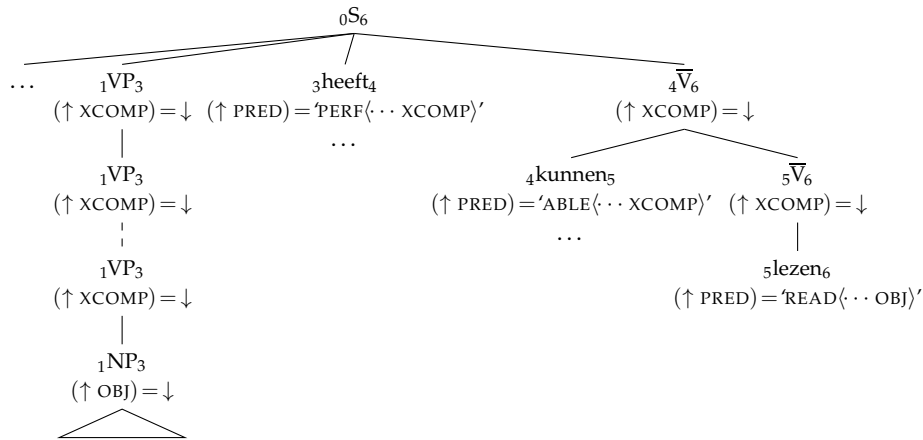 ₀S₆
… ₁VP₃ ₃heeft₄ ₄V̅₆
(↑ XCOMP) = ↓ (↑ PRED) = ‘PERF⟨⋯ XCOMP⟩’ (↑ XCOMP) = ↓
…
₁VP₃ ₄kunnen₅ ₅V̅₆
(↑ XCOMP) = ↓ (↑ PRED) = ‘ABLE⟨⋯ XCOMP⟩’ (↑ XCOMP) = ↓
…
₁VP₃ ₅lezen₆
(↑ XCOMP) = ↓ (↑ PRED) = ‘READ⟨⋯ OBJ⟩’
₁NP₃
(↑ OBJ) = ↓